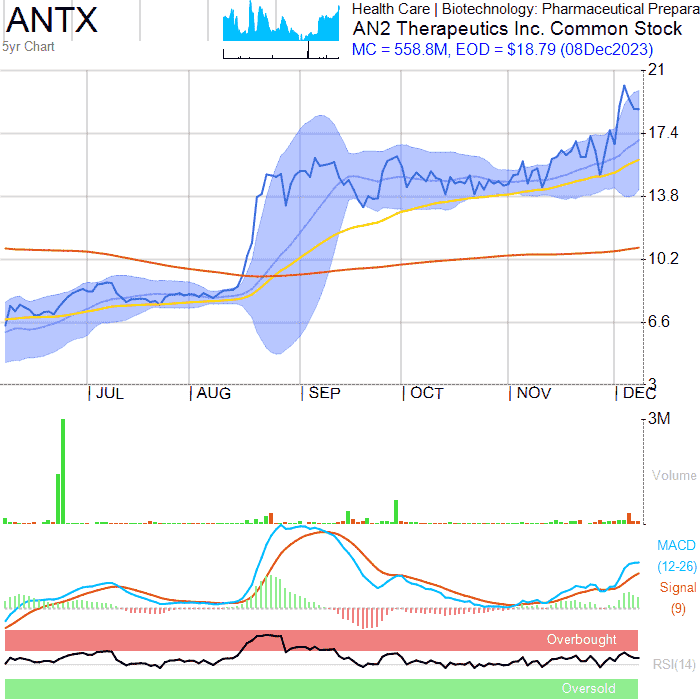 ANTX
5yr Chart
Health Care | Biotechnology: Pharmaceutical Prepara
AN2 Therapeutics Inc. Common Stock
MC = 558.8M, EOD = $18.79 (08Dec2023)
21
17.4
13.8
10.2
6.6
3
JUL AUG SEP OCT NOV DEC
3M
Volume
MACD
(12-26)
Signal
(9)
Overbought
RSI(14)
Oversold